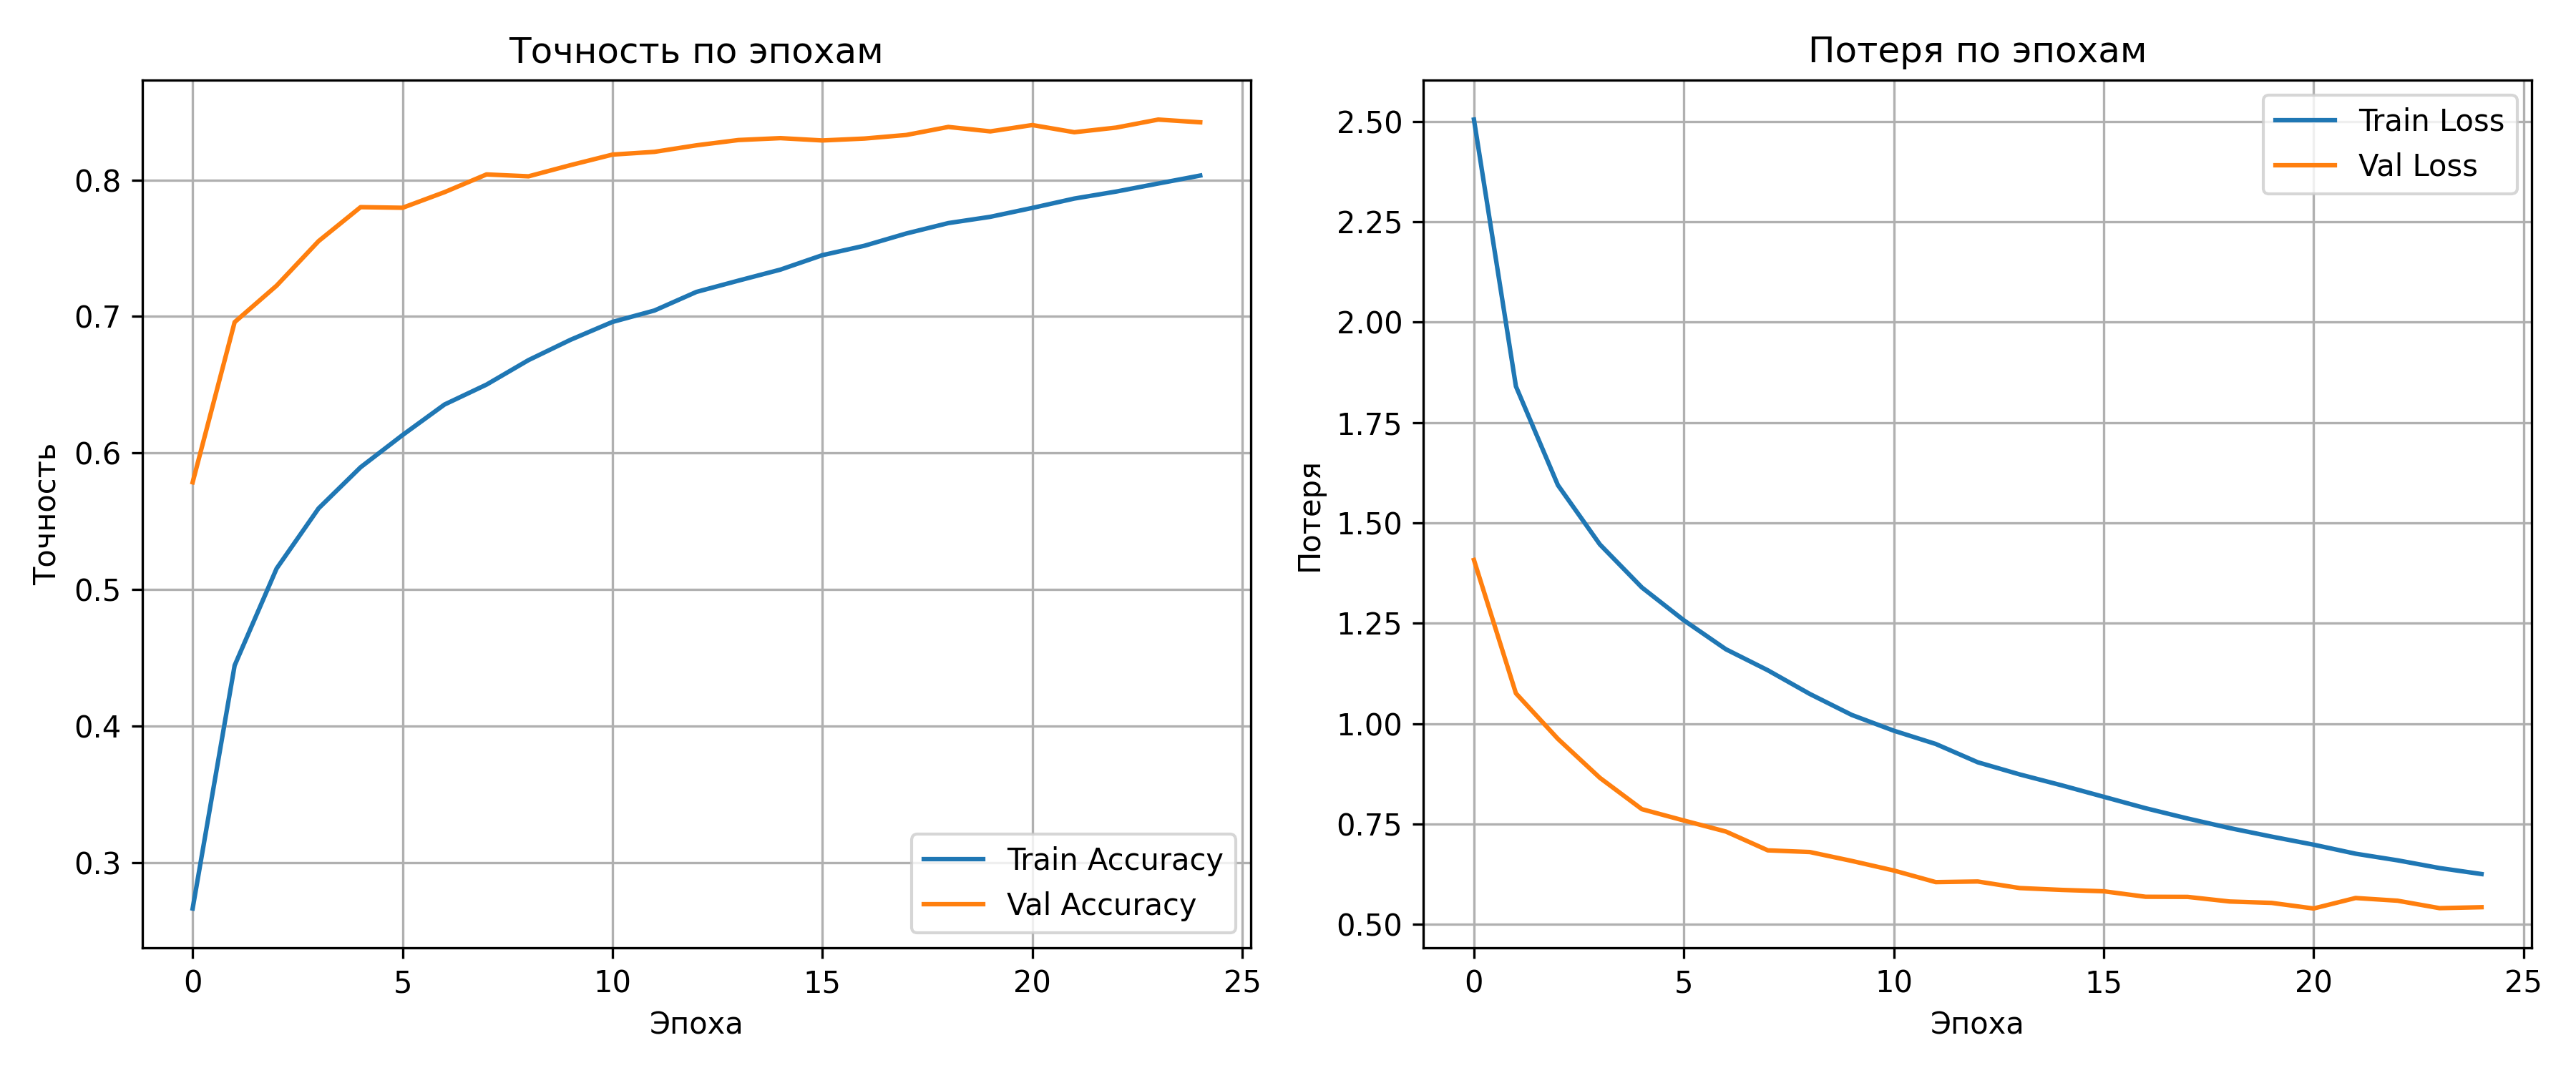 Точность по эпохам
Точность
0.8
0.7
0.6
0.5
0.4
0.3
Train Accuracy
Val Accuracy
0 5 10 15 20 25
Эпоха
Потеря по эпохам
Потеря
2.50
2.25
2.00
1.75
1.50
1.25
1.00
0.75
0.50
Train Loss
Val Loss
0 5 10 15 20 25
Эпоха